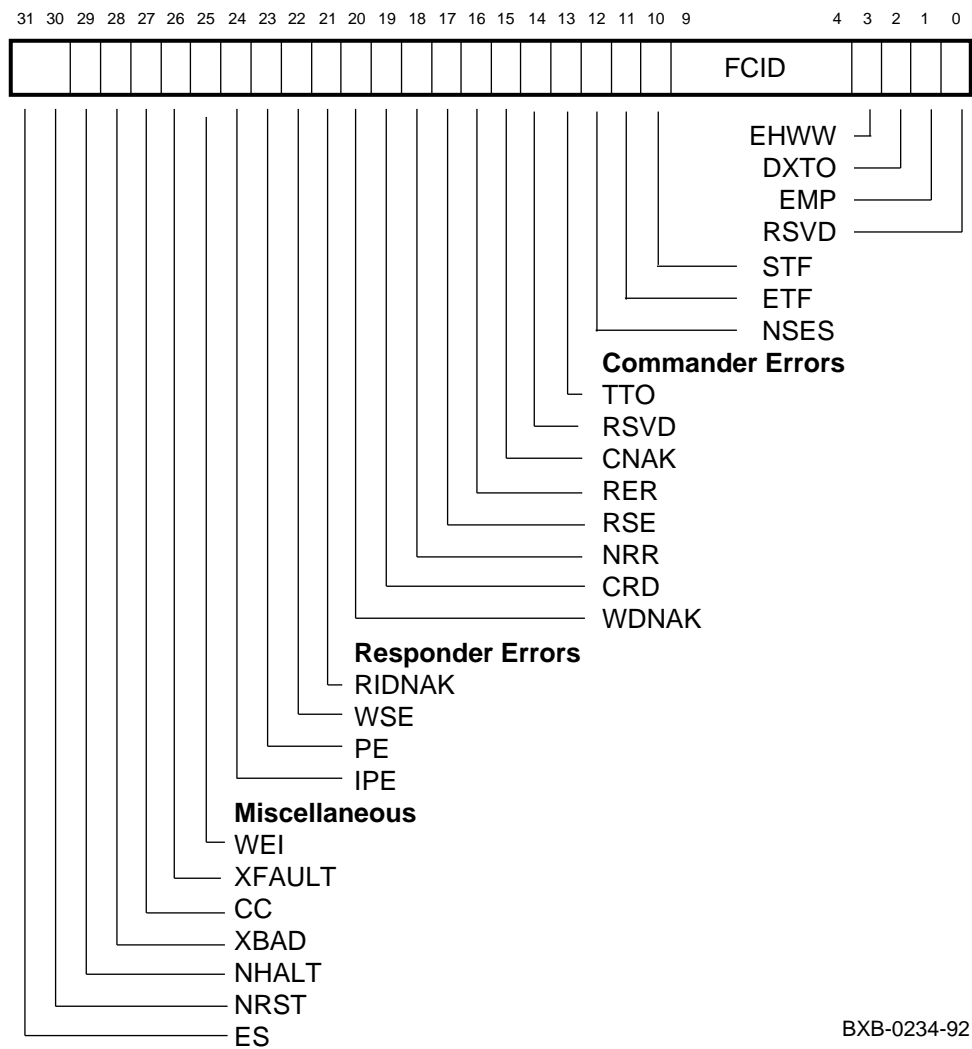 31 30 29 28 27 26 25 24 23 22 21 20 19 18 17 16 15 14 13 12 11 10 9 4 3 2 1 0
FCID
EHWW
DXTO
EMP
RSVD
STF
ETF
NSES
Commander Errors
TTO
RSVD
CNAK
RER
RSE
NRR
CRD
WDNAK
Responder Errors
RIDNAK
WSE
PE
IPE
Miscellaneous
WEI
XFAULT
CC
XBAD
NHALT
NRST
ES
BXB-0234-92